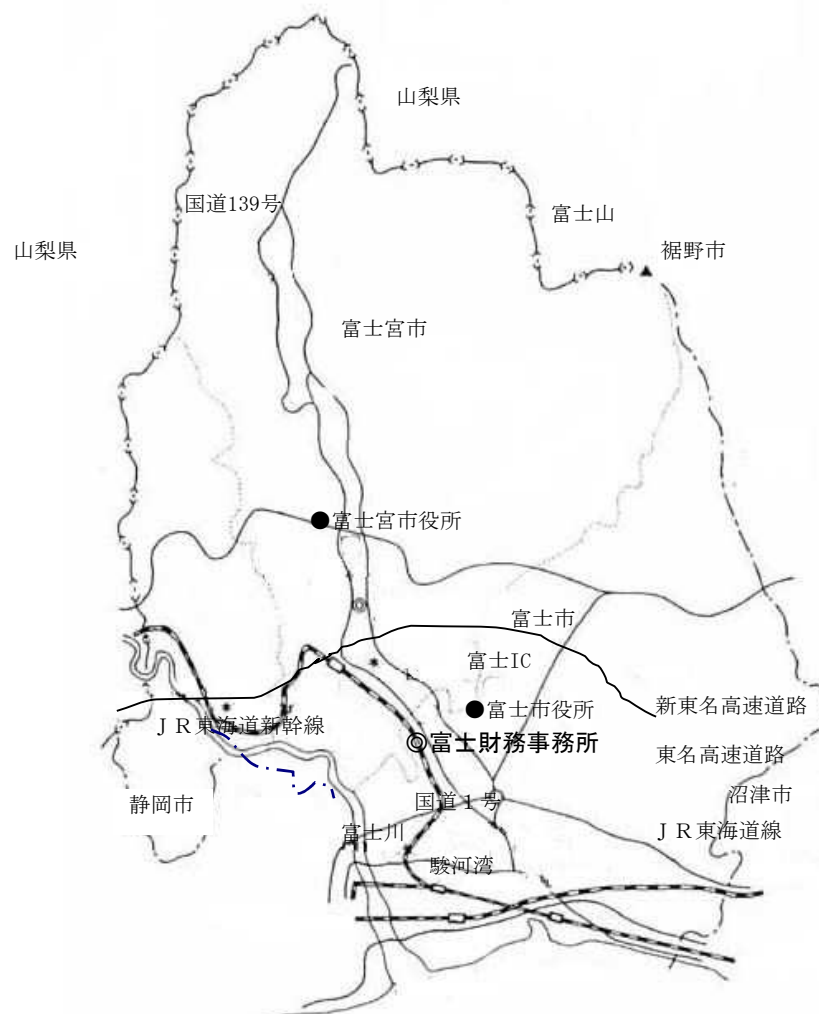 山梨県
国道139号
富士山
山梨県
裾野市
富士宮市
富士宮市役所
富士市
富士IC
富士市役所
新東名高速道路
ＪＲ東海道新幹線
富士財務事務所
東名高速道路
静岡市
国道１号
沼津市
富士川
ＪＲ東海道線
駿河湾